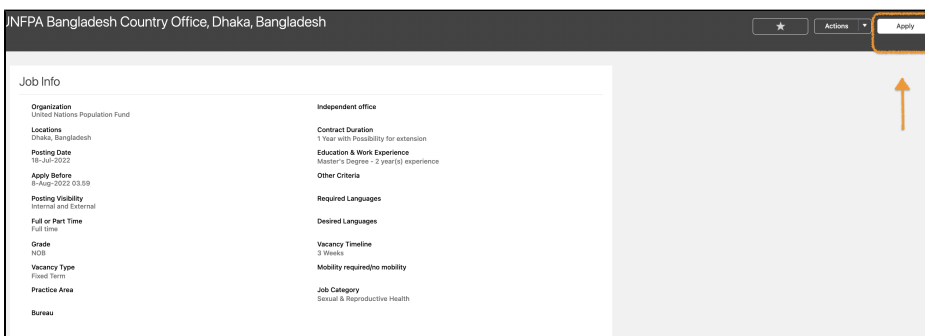 UNFPA Bangladesh Country Office, Dhaka, Bangladesh
Actions
Apply
Job Info
Organization
United Nations Population Fund
Locations
Dhaka, Bangladesh
Posting Date
18-Jul-2022
Apply Before
8-Aug-2022 03.59
Posting Visibility
Internal and External
Full or Part Time
Full time
Grade
NOB
Vacancy Type
Fixed Term
Practice Area
Bureau
Independent office
Contract Duration
1 Year with Possibility for extension
Education & Work Experience
Master's Degree - 2 year(s) experience
Other Criteria
Required Languages
Desired Languages
Vacancy Timeline
3 Weeks
Mobility required/no mobility
Job Category
Sexual & Reproductive Health